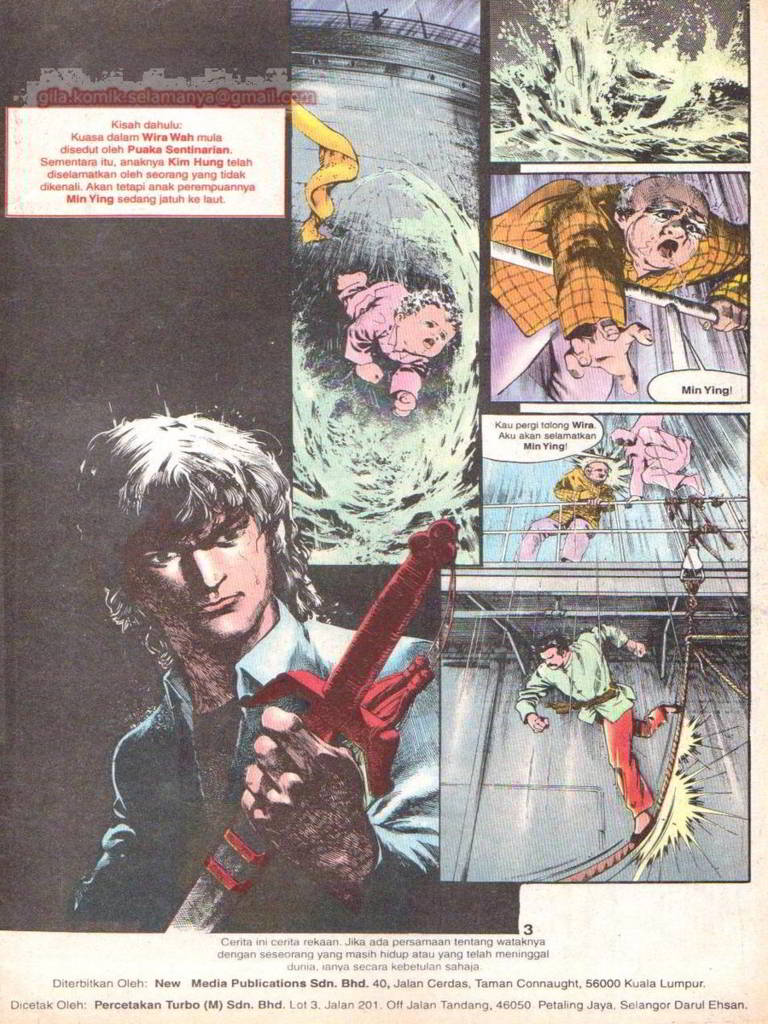 gila.komik.selamanya@gmail.com
Kisah dahulu:
Kuasa dalam Wira Wah mula
disedut oleh Puaka Sentinarian.
Sementara itu, anaknya Kim Hung telah
diselamatkan oleh seorang yang tidak
dikenali. Akan tetapi anak perempuannya
Min Ying sedang jatuh ke laut.
Min Ying!
Kau pergi tolong Wira.
Aku akan selamatkan
Min Ying!
3
Cerita ini cerita rekaan. Jika ada persamaan tentang wataknya
dengan seseorang yang masih hidup atau yang telah meninggal
dunia, ianya secara kebetulan sahaja.
Diterbitkan Oleh: New Media Publications Sdn. Bhd. 40, Jalan Cerdas, Taman Connaught, 56000 Kuala Lumpur.
Dicetak Oleh: Percetakan Turbo (M) Sdn. Bhd. Lot 3, Jalan 201, Off Jalan Tandang, 46050 Petaling Jaya, Selangor Darul Ehsan.